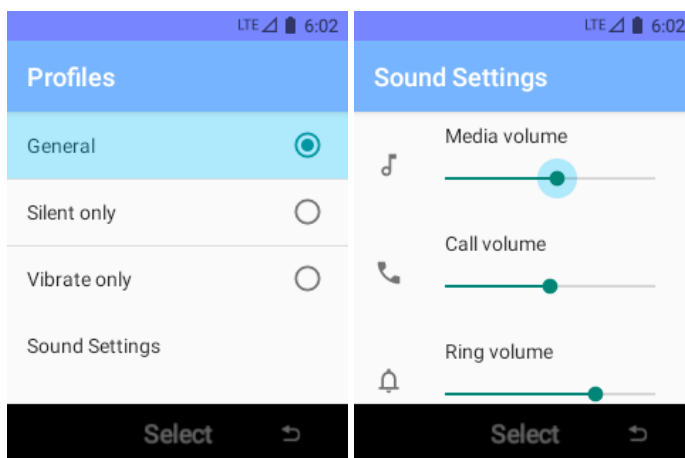 LTE 6:02
Profiles
General
Silent only
Vibrate only
Sound Settings
Select
LTE 6:02
Sound Settings
Media volume
Call volume
Ring volume
Select